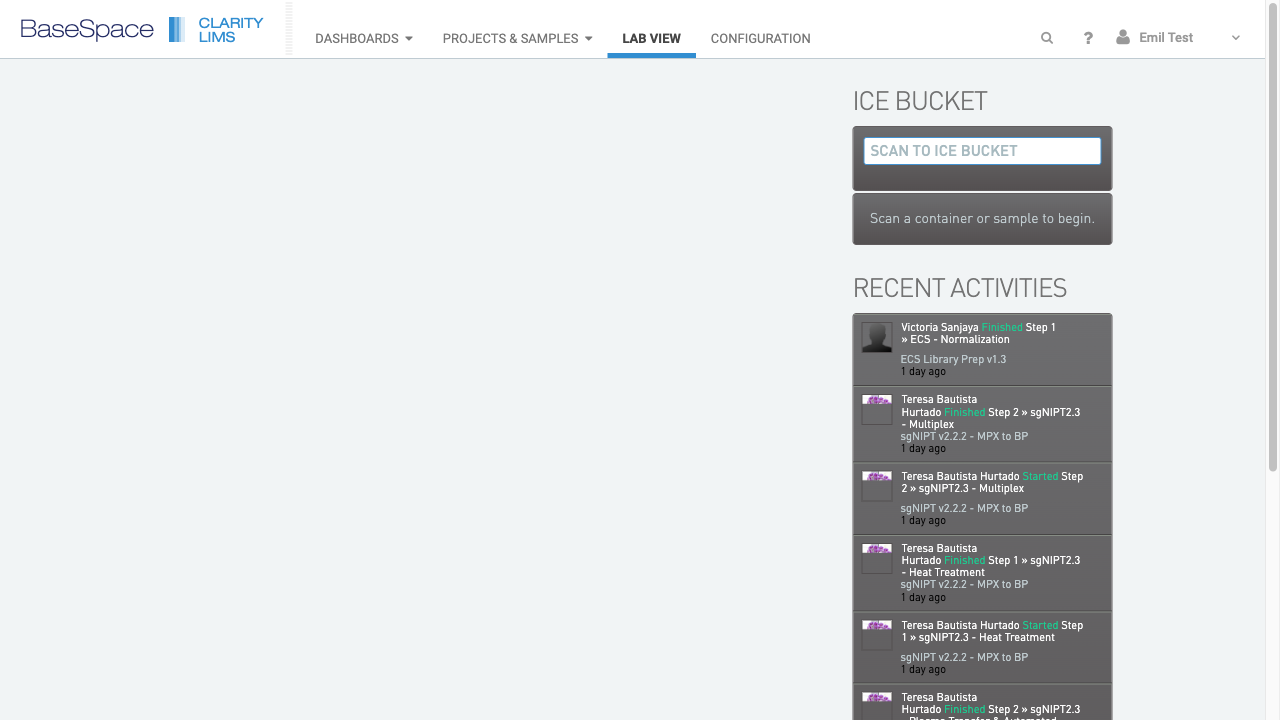 BaseSpace CLARITY LIMS
DASHBOARDS PROJECTS & SAMPLES LAB VIEW CONFIGURATION ? Emil Test
ICE BUCKET
SCAN TO ICE BUCKET
Scan a container or sample to begin.
RECENT ACTIVITIES
Victoria Sanjaya Finished Step 1
» ECS - Normalization
ECS Library Prep v1.3
1 day ago
Teresa Bautista
Hurtado Finished Step 2 » sgNIPT2.3
- Multiplex
sgNIPT v2.2.2 - MPX to BP
1 day ago
Teresa Bautista Hurtado Started Step
2 » sgNIPT2.3 - Multiplex
sgNIPT v2.2.2 - MPX to BP
1 day ago
Teresa Bautista
Hurtado Finished Step 1 » sgNIPT2.3
- Heat Treatment
sgNIPT v2.2.2 - MPX to BP
1 day ago
Teresa Bautista Hurtado Started Step
1 » sgNIPT2.3 - Heat Treatment
sgNIPT v2.2.2 - MPX to BP
1 day ago
Teresa Bautista
Hurtado Finished Step 2 » sgNIPT2.3
- Plasma Transfer & Automated